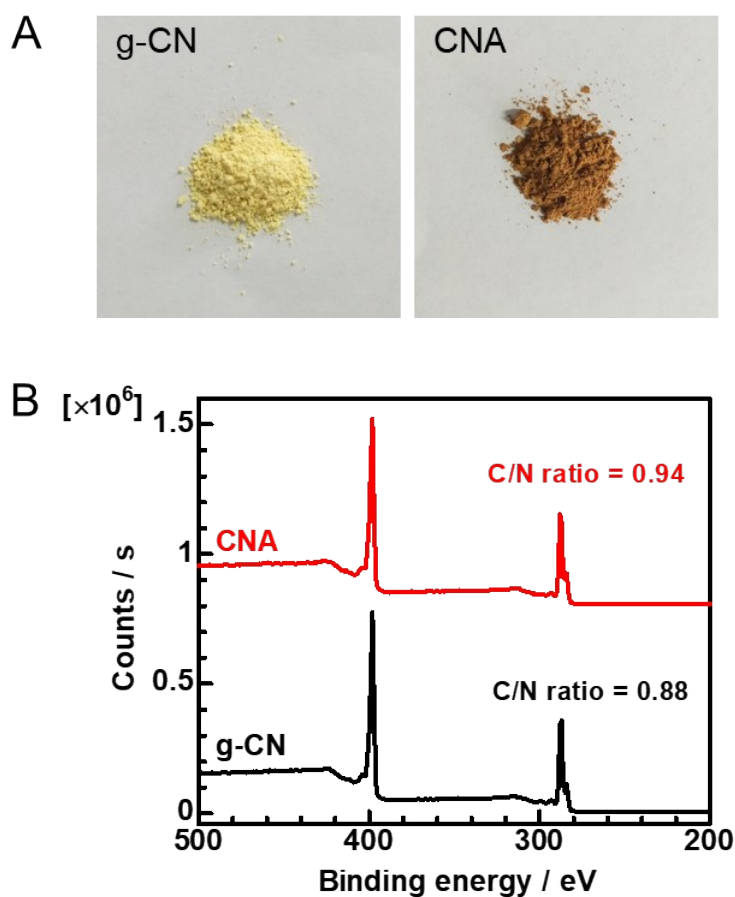 A
g-CN
CNA
B
[×10⁶]
1.5
C/N ratio = 0.94
CNA
1
Counts / s
0.5
C/N ratio = 0.88
g-CN
0
500
400
300
200
Binding energy / eV